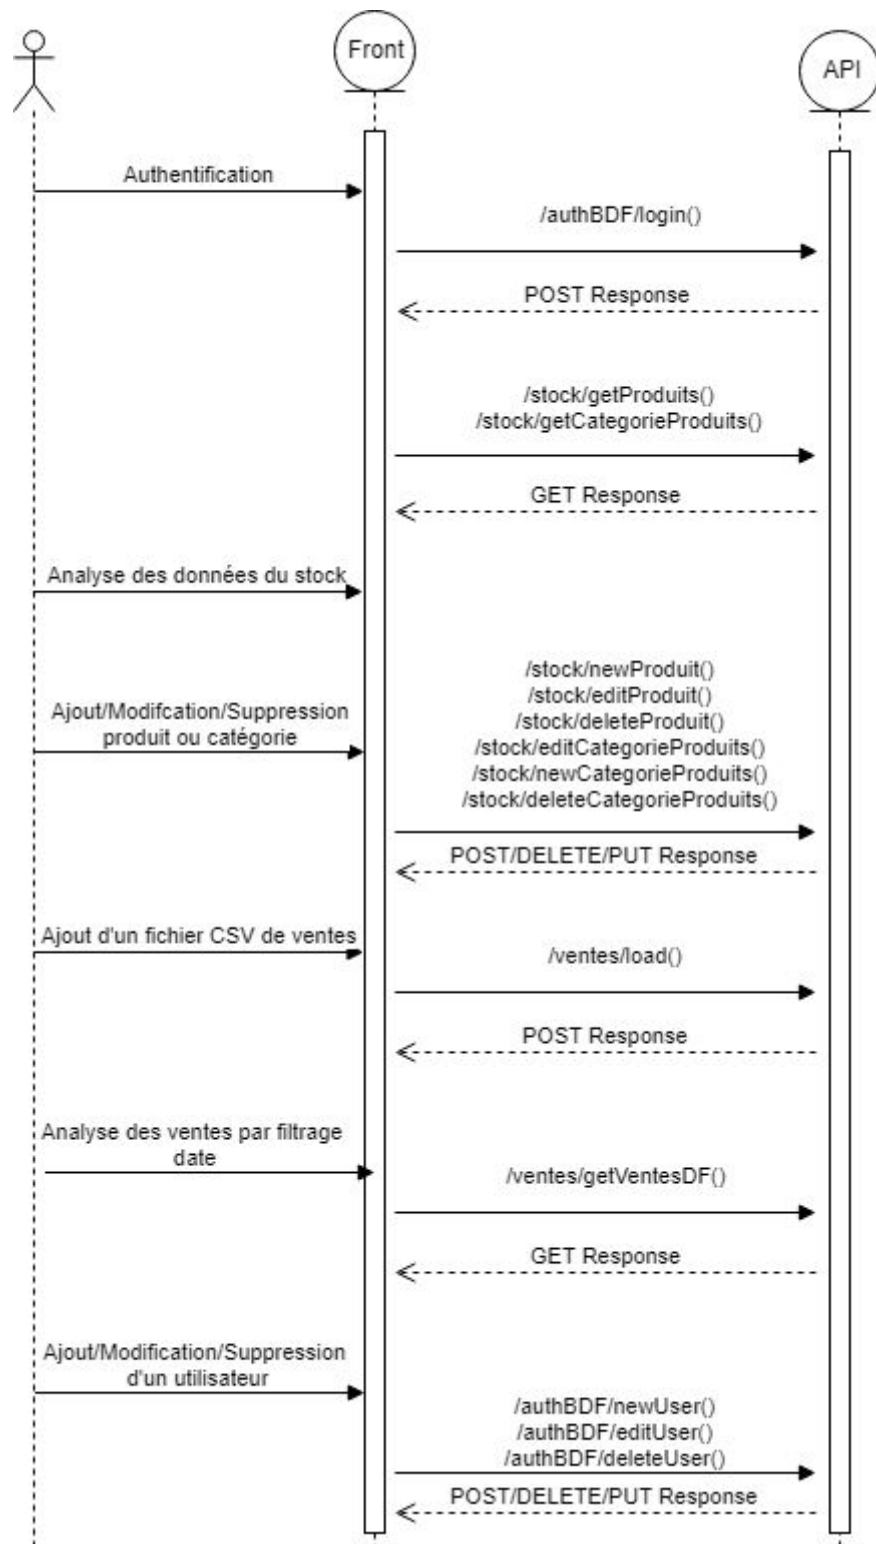 Front
API
Authentification
/authBDF/login()
POST Response
/stock/getProduits()
/stock/getCategorieProduits()
GET Response
Analyse des données du stock
/stock/newProduit()
/stock/editProduit()
/stock/deleteProduit()
/stock/editCategorieProduits()
/stock/newCategorieProduits()
/stock/deleteCategorieProduits()
Ajout/Modifcation/Suppression
produit ou catégorie
POST/DELETE/PUT Response
Ajout d'un fichier CSV de ventes
/ventes/load()
POST Response
Analyse des ventes par filtrage
date
/ventes/getVentesDF()
GET Response
Ajout/Modification/Suppression
d'un utilisateur
/authBDF/newUser()
/authBDF/editUser()
/authBDF/deleteUser()
POST/DELETE/PUT Response